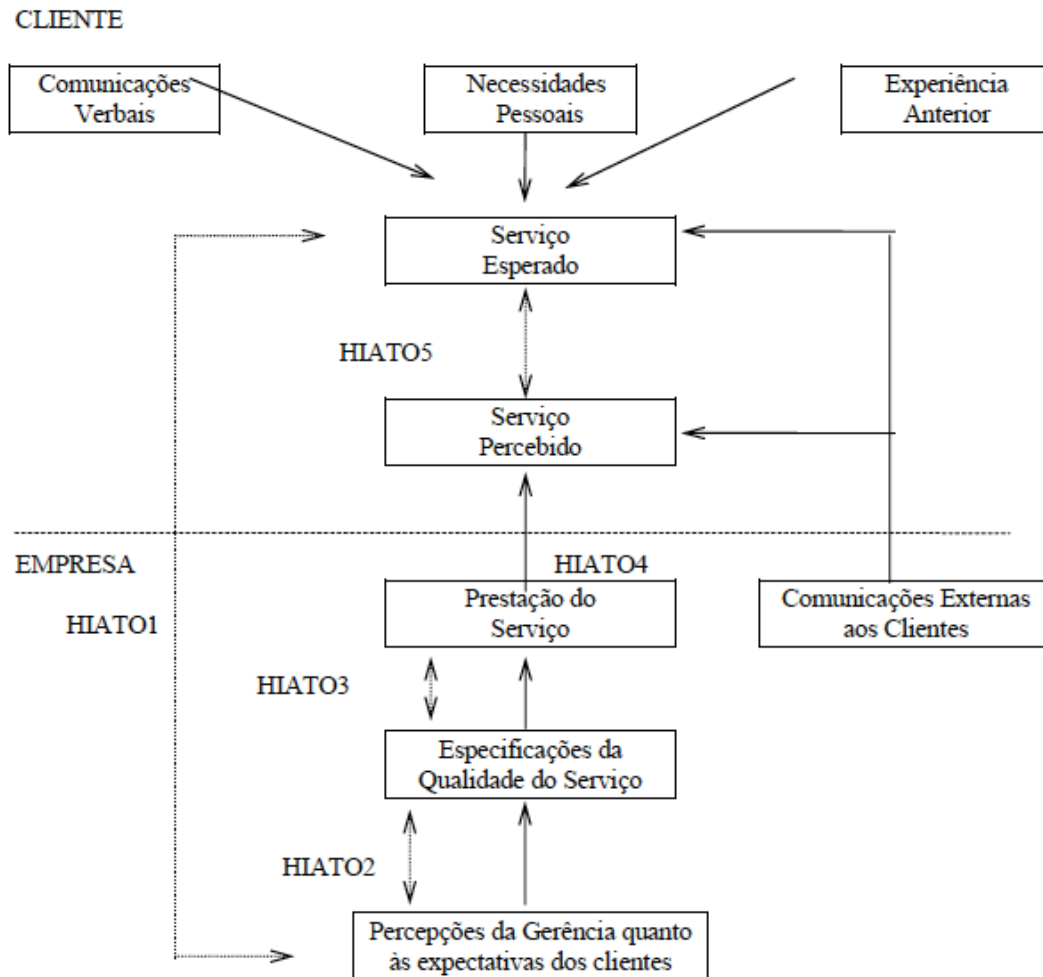 CLIENTE
Comunicações
Verbais
Necessidades
Pessoais
Experiência
Anterior
Serviço
Esperado
HIATO5
Serviço
Percebido
EMPRESA
HIATO1
HIATO4
Prestação do
Serviço
Comunicações Externas
aos Clientes
HIATO3
Especificações da
Qualidade do Serviço
HIATO2
Percepções da Gerência quanto
às expectativas dos clientes